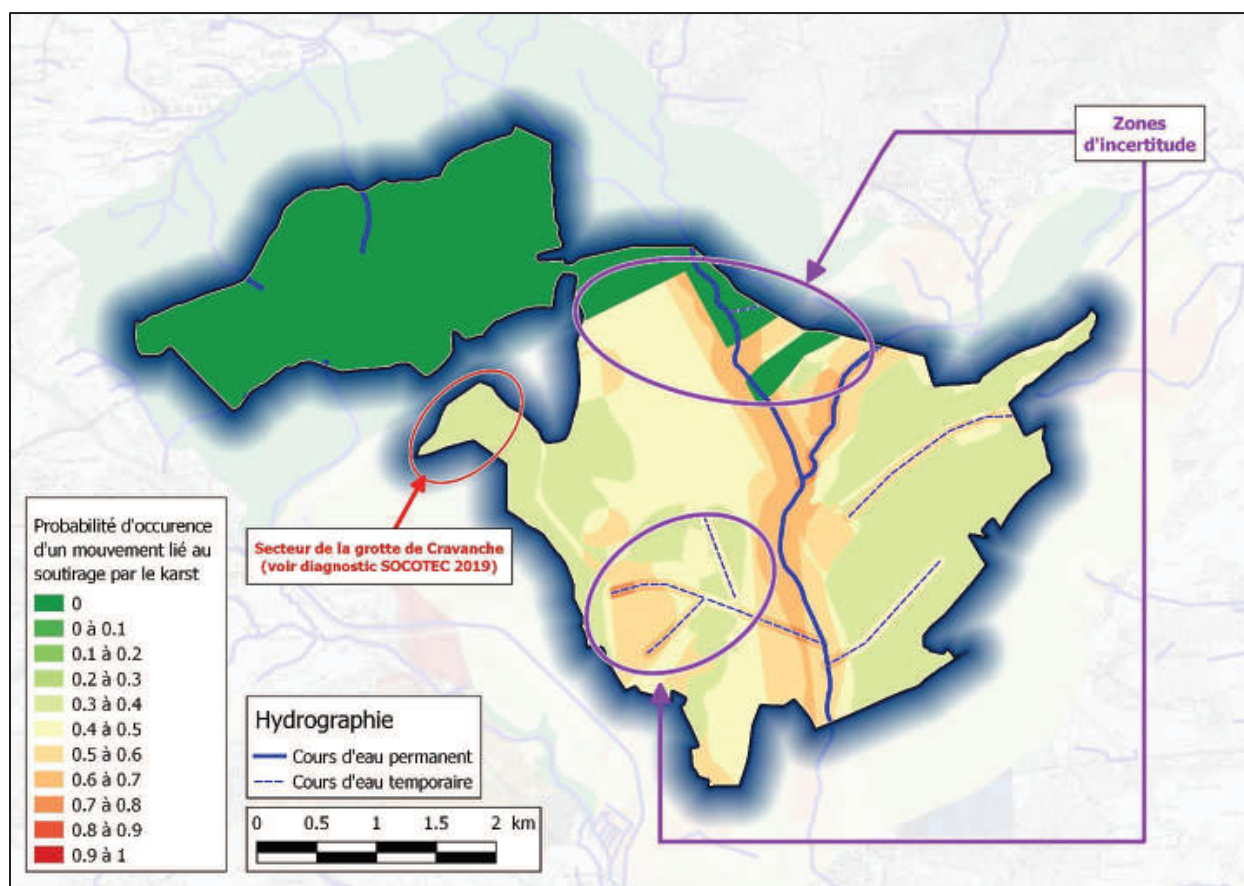 Zones
d'incertitude
Secteur de la grotte de Cravanche
(voir diagnostic SOCOTEC 2019)
Probabilité d'occurence
d'un mouvement lié au
soutirage par le karst
0
0 à 0.1
0.1 à 0.2
0.2 à 0.3
0.3 à 0.4
0.4 à 0.5
0.5 à 0.6
0.6 à 0.7
0.7 à 0.8
0.8 à 0.9
0.9 à 1
Hydrographie
Cours d'eau permanent
Cours d'eau temporaire
0 0.5 1 1.5 2 km